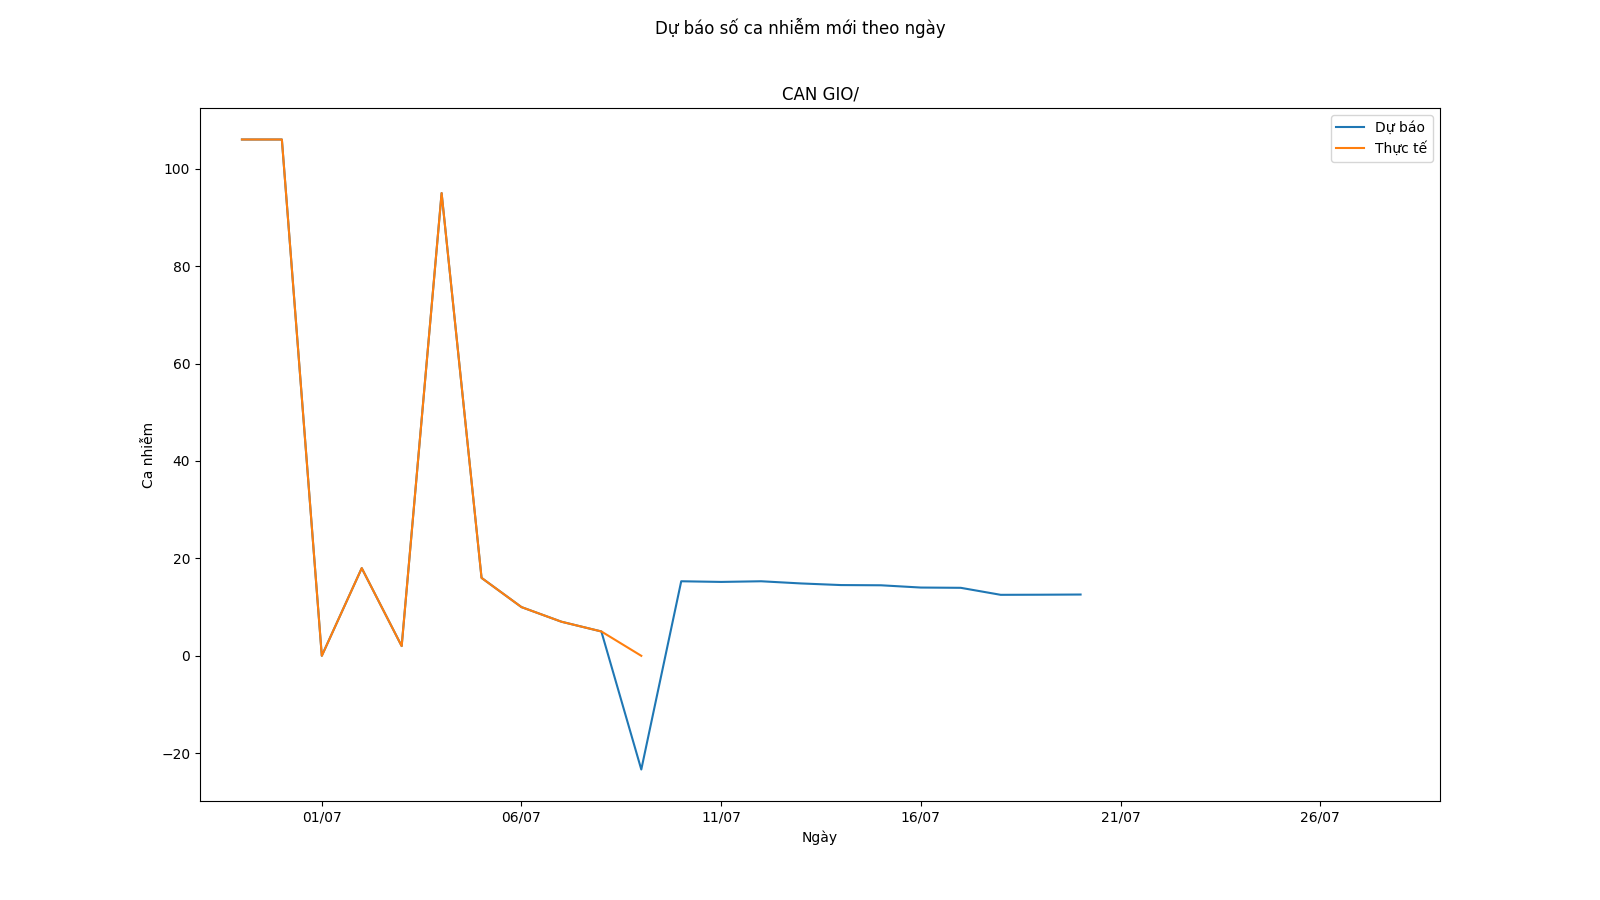 Dự báo số ca nhiễm mới theo ngày
CAN GIO/
Dự báo
Thực tế
100
80
60
40
20
0
−20
Ca nhiễm
01/07
06/07
11/07
16/07
21/07
26/07
Ngày